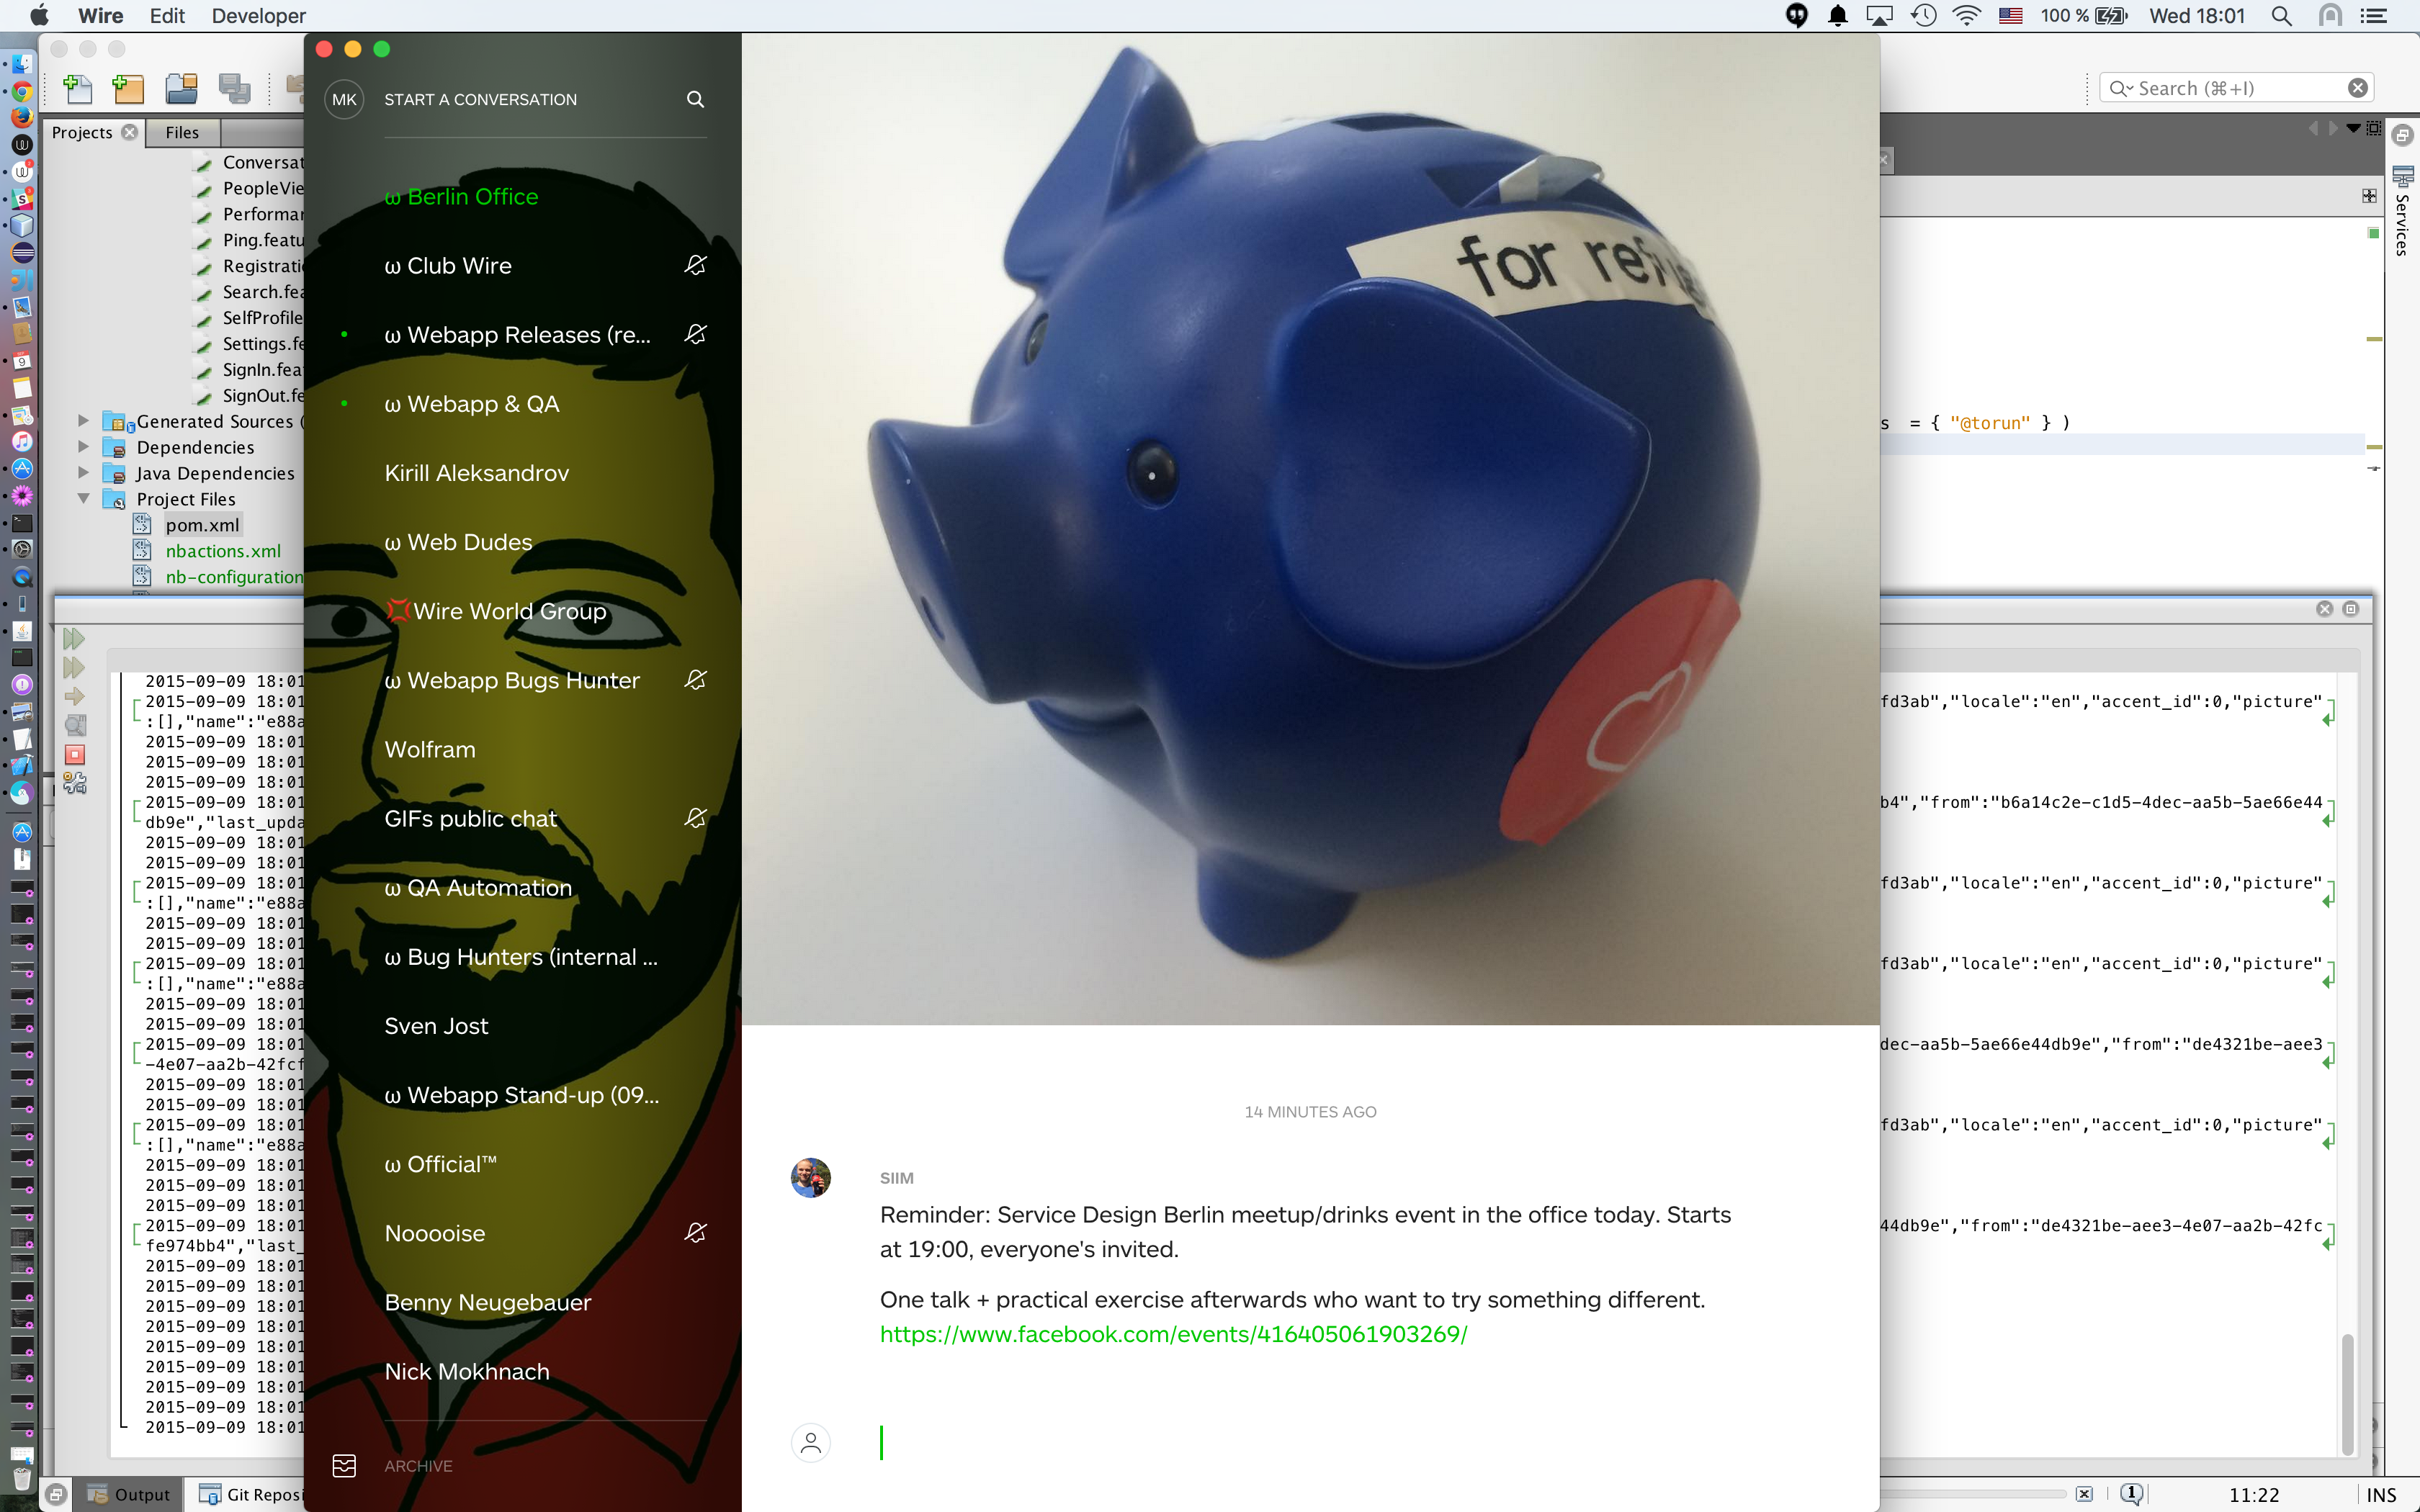 Wire Edit Developer
100 % Wed 18:01
Search (⌘+I)
Projects Files
Conversat
PeopleVie
Performar
Ping.featu
Registrati
Search.fea
SelfProfile
Settings.fe
SignIn.fea
SignOut.fe
Generated Sources (
Dependencies
Java Dependencies
Project Files
pom.xml
nbactions.xml
nb-configuration
MK START A CONVERSATION
ω Berlin Office
ω Club Wire
ω Webapp Releases (re...
ω Webapp & QA
Kirill Aleksandrov
ω Web Dudes
💢Wire World Group
ω Webapp Bugs Hunter
Wolfram
GIFs public chat
ω QA Automation
ω Bug Hunters (internal ...
Sven Jost
ω Webapp Stand-up (09...
ω Official™
Nooooise
Benny Neugebauer
Nick Mokhnach
ARCHIVE
for refu
14 MINUTES AGO
SIIM
Reminder: Service Design Berlin meetup/drinks event in the office today. Starts
at 19:00, everyone's invited.
One talk + practical exercise afterwards who want to try something different.
https://www.facebook.com/events/416405061903269/
Services
s = { "@torun" } )
2015-09-09 18:01
2015-09-09 18:01
:[],"name":"e88a
2015-09-09 18:01
2015-09-09 18:01
2015-09-09 18:01
2015-09-09 18:01
db9e","last_upda
2015-09-09 18:01
2015-09-09 18:01
2015-09-09 18:01
:[],"name":"e88a
2015-09-09 18:01
2015-09-09 18:01
2015-09-09 18:01
:[],"name":"e88a
2015-09-09 18:01
2015-09-09 18:01
2015-09-09 18:01
-4e07-aa2b-42fcf
2015-09-09 18:01
2015-09-09 18:01
2015-09-09 18:01
:[],"name":"e88a
2015-09-09 18:01
2015-09-09 18:01
2015-09-09 18:01
2015-09-09 18:01
fe974bb4","last_
2015-09-09 18:01
2015-09-09 18:01
2015-09-09 18:01
2015-09-09 18:01
2015-09-09 18:01
2015-09-09 18:01
2015-09-09 18:01
2015-09-09 18:01
2015-09-09 18:01
fd3ab","locale":"en","accent_id":0,"picture"
b4","from":"b6a14c2e-c1d5-4dec-aa5b-5ae66e44
fd3ab","locale":"en","accent_id":0,"picture"
fd3ab","locale":"en","accent_id":0,"picture"
dec-aa5b-5ae66e44db9e","from":"de4321be-aee3
fd3ab","locale":"en","accent_id":0,"picture"
44db9e","from":"de4321be-aee3-4e07-aa2b-42fc
Output Git Reposi
11:22 INS